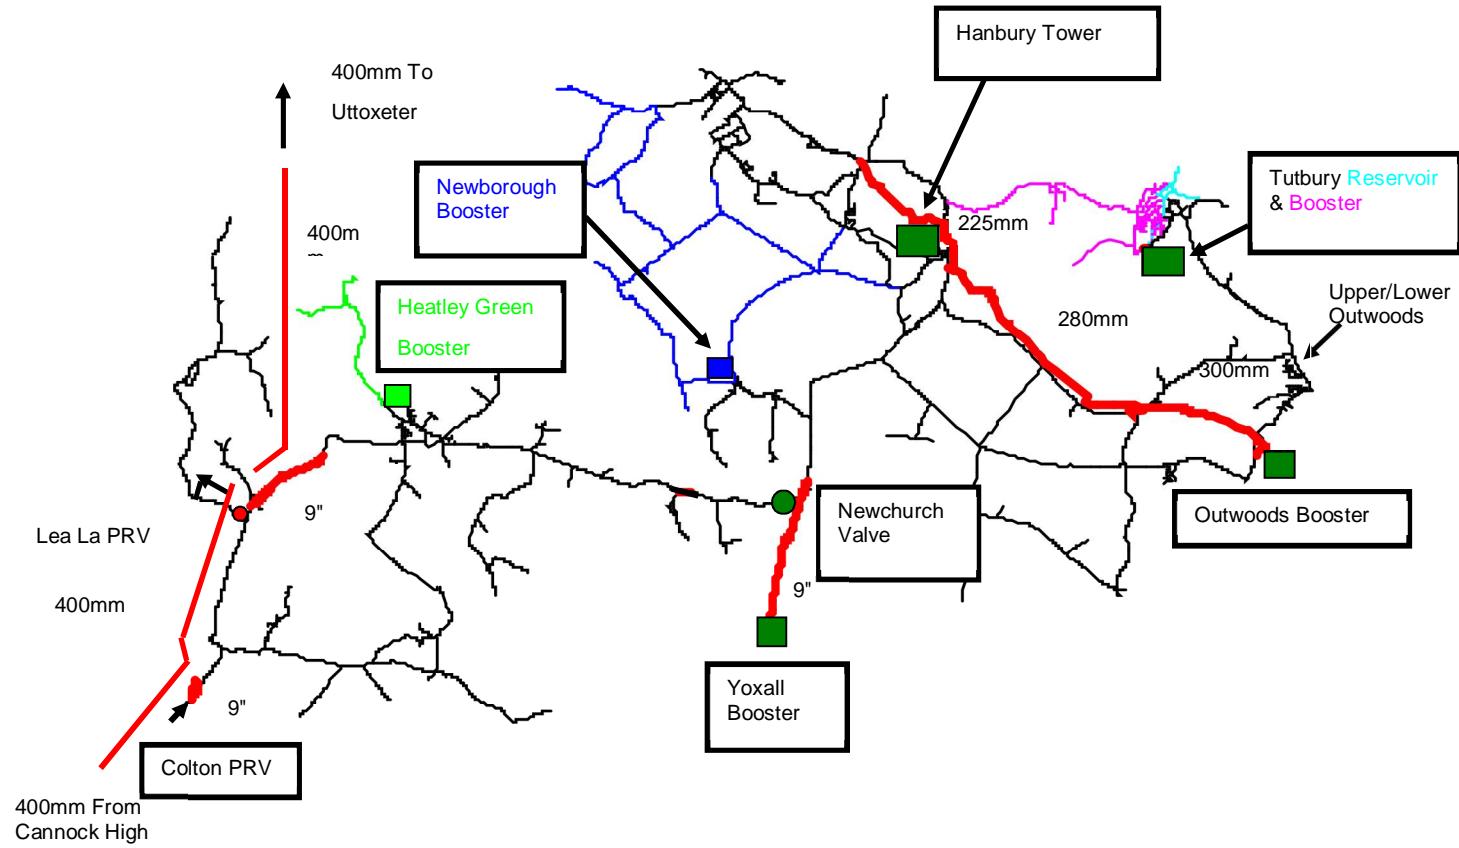 Hanbury Tower
400mm To
Uttoxeter
Newborough
Booster
Tutbury Reservoir
& Booster
225mm
400m
Heatley Green
Booster
280mm
Upper/Lower
Outwoods
300mm
9"
Newchurch
Valve
Outwoods Booster
Lea La PRV
9"
400mm
Yoxall
Booster
9"
Colton PRV
400mm From
Cannock High